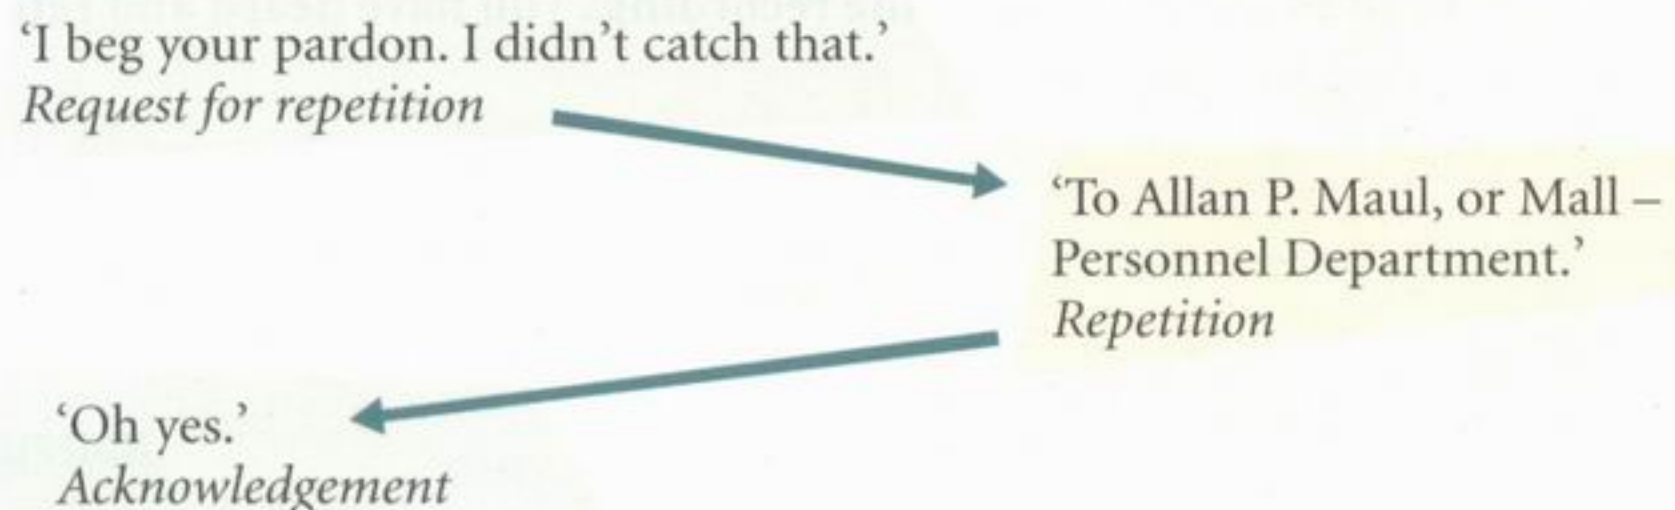 ‘I beg your pardon. I didn’t catch that.’
Request for repetition
‘To Allan P. Maul, or Mall –
Personnel Department.’
Repetition
‘Oh yes.’
Acknowledgement